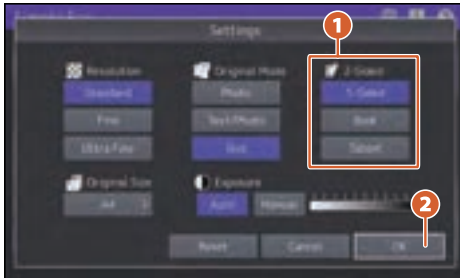 Settings
1
Resolution
Original Mode
2-Sided
Standard
Photo
1-Sided
Fine
Text/Photo
Book
Ultra Fine
Text
Tablet
Original Size
Exposure
A4
Auto
Manual
2
Reset
Cancel
OK